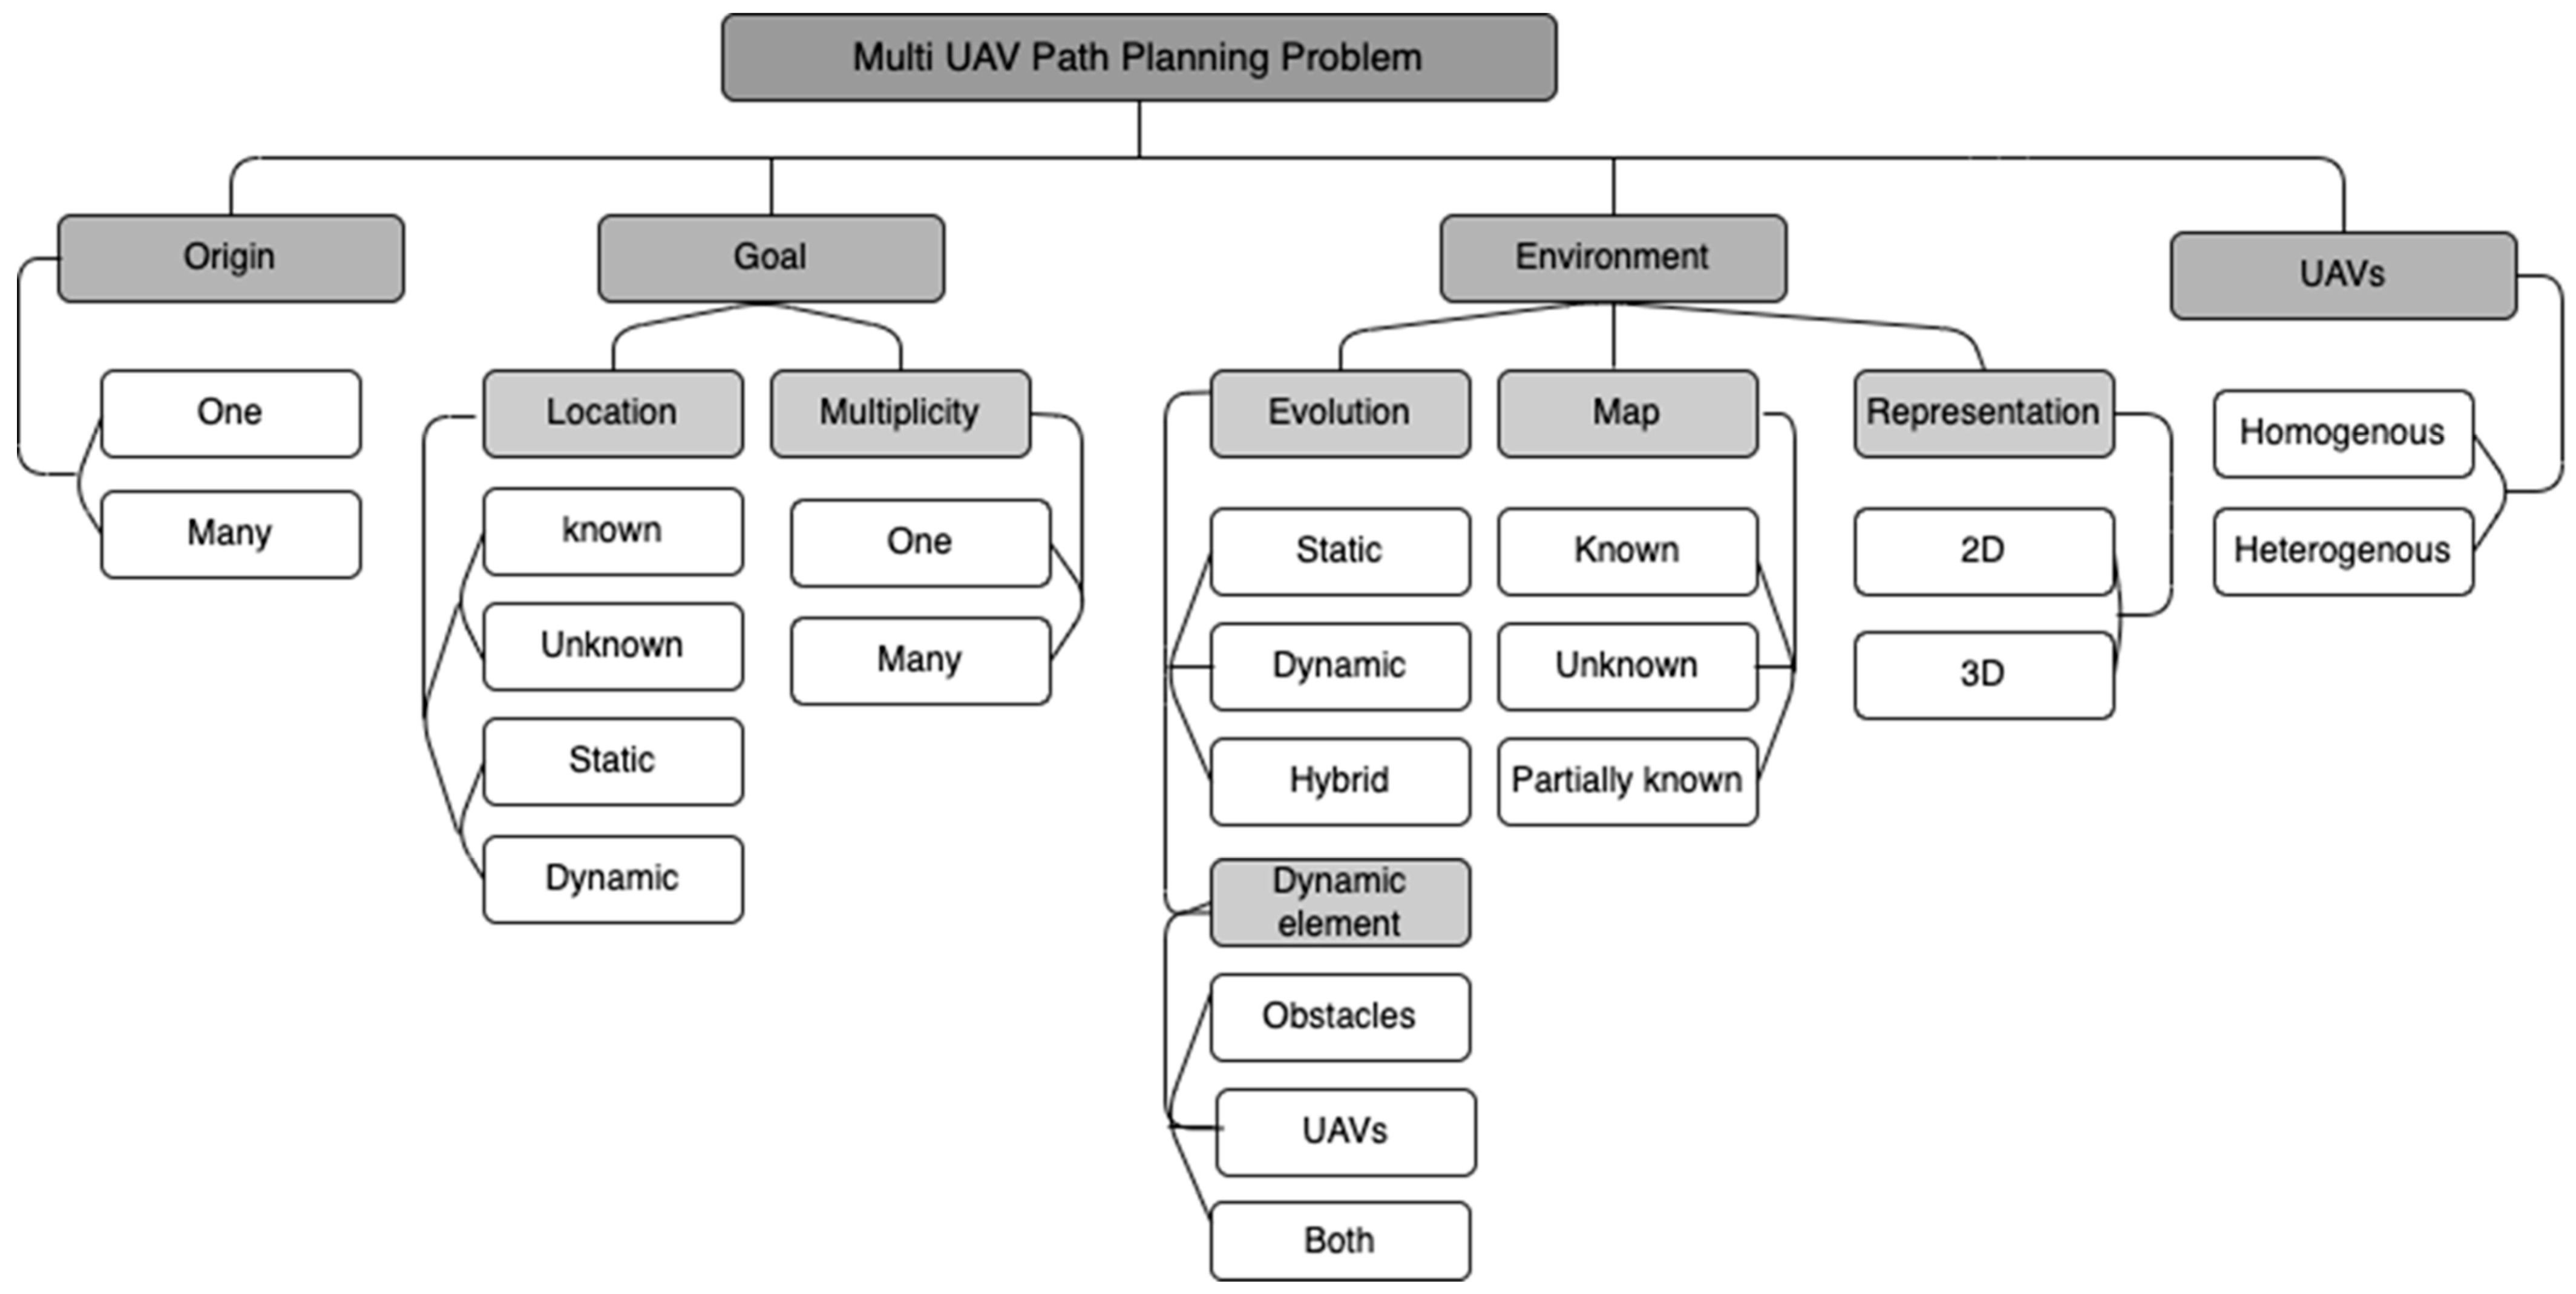 Multi UAV Path Planning Problem
Origin
One
Many
Goal
Location
known
Unknown
Static
Dynamic
Multiplicity
One
Many
Environment
Evolution
Static
Dynamic
Hybrid
Dynamic
element
Obstacles
UAVs
Both
Map
Known
Unknown
Partially known
Representation
2D
3D
UAVs
Homogenous
Heterogenous